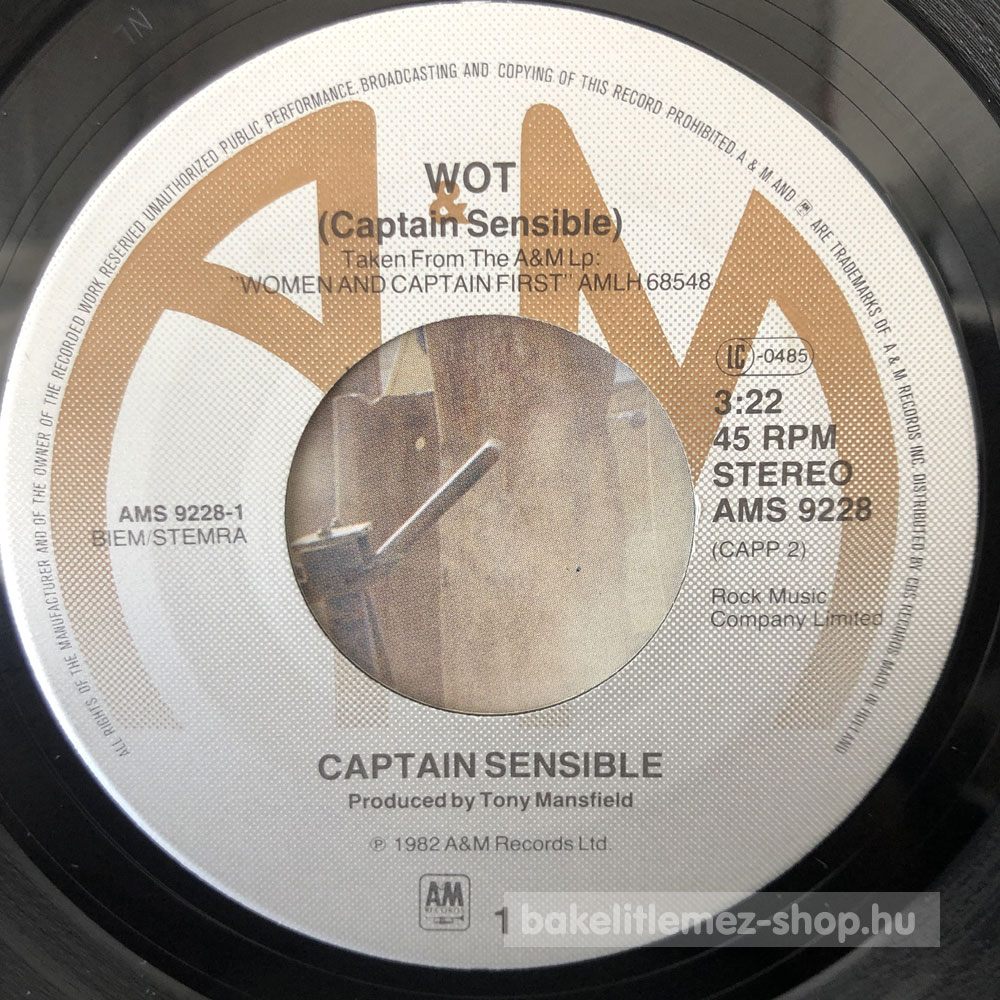 ALL RIGHTS OF THE MANUFACTURER AND OF THE OWNER OF THE RECORDED WORK RESERVED UNAUTHORIZED PUBLIC PERFORMANCE. BROADCASTING AND COPYING OF THIS RECORD PROHIBITED. A & M AND AM ARE TRADEMARKS OF A & M RECORDS INC. DISTRIBUTED BY CBS RECORDS MADE IN HOLLAND
A&M
WOT
(Captain Sensible)
Taken From The A&M Lp:
"WOMEN AND CAPTAIN FIRST" AMLH 68548
LC-0485
3:22
45 RPM
STEREO
AMS 9228
(CAPP 2)
Rock Music
Company Limited
AMS 9228-1
BIEM/STEMRA
CAPTAIN SENSIBLE
Produced by Tony Mansfield
℗ 1982 A&M Records Ltd
AM
RECORDS
1
bakelitlemez-shop.hu